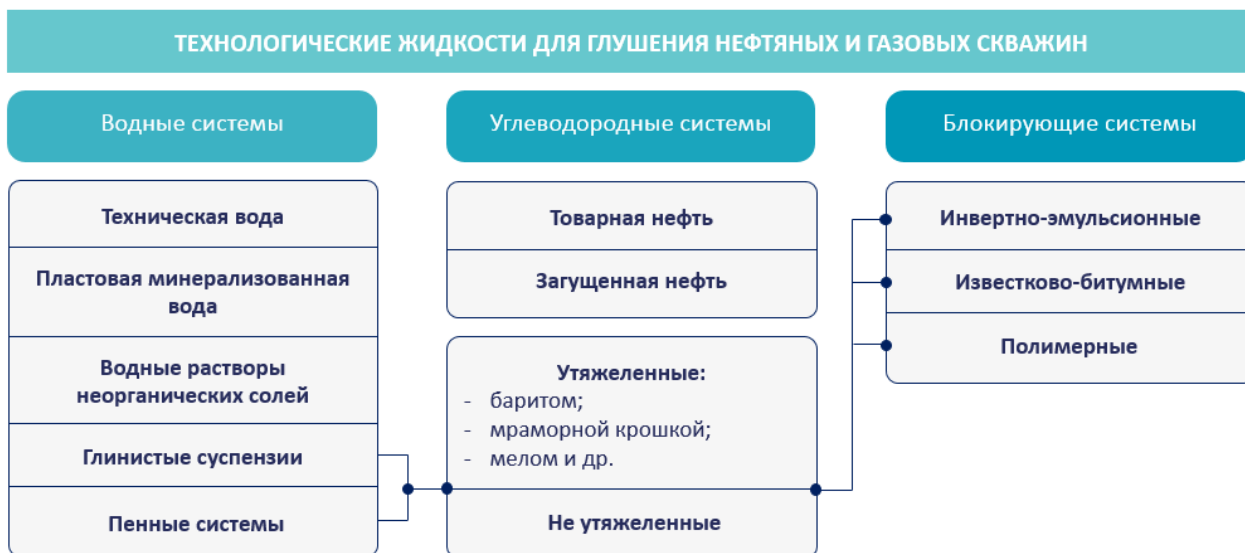 ТЕХНОЛОГИЧЕСКИЕ ЖИДКОСТИ ДЛЯ ГЛУШЕНИЯ НЕФТЯНЫХ И ГАЗОВЫХ СКВАЖИН
Водные системы
Техническая вода
Пластовая минерализованная
вода
Водные растворы
неорганических солей
Глинистые суспензии
Пенные системы
Углеводородные системы
Товарная нефть
Загущенная нефть
Утяжеленные:
- баритом;
- мраморной крошкой;
- мелом и др.
Не утяжеленные
Блокирующие системы
Инвертно-эмульсионные
Известково-битумные
Полимерные